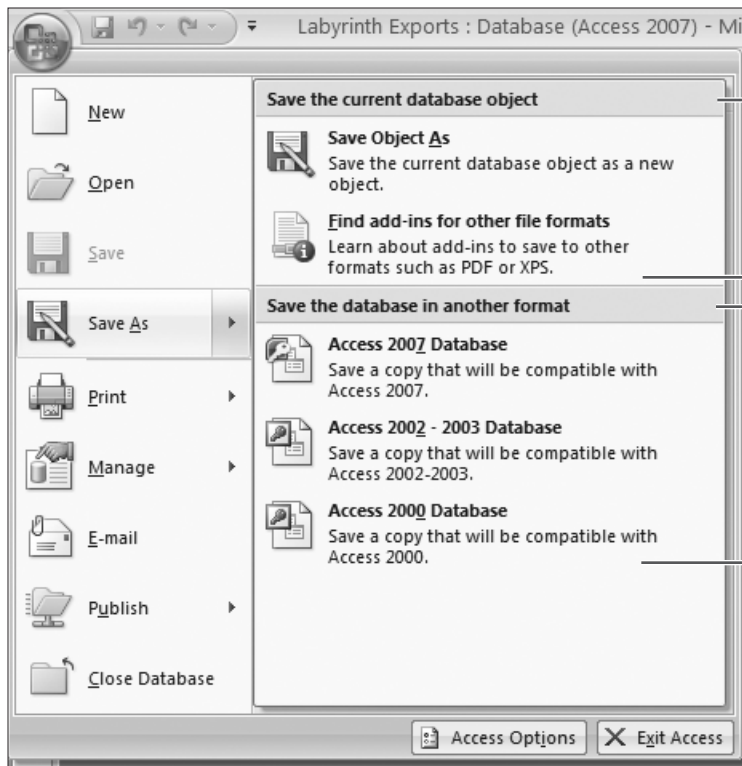 Labyrinth Exports : Database (Access 2007) - Mi
New
Open
Save
Save As
Print
Manage
E-mail
Publish
Close Database
Save the current database object
Save Object As
Save the current database object as a new
object.
Find add-ins for other file formats
Learn about add-ins to save to other
formats such as PDF or XPS.
Save the database in another format
Access 2007 Database
Save a copy that will be compatible with
Access 2007.
Access 2002 - 2003 Database
Save a copy that will be compatible with
Access 2002-2003.
Access 2000 Database
Save a copy that will be compatible with
Access 2000.
Access Options
Exit Access